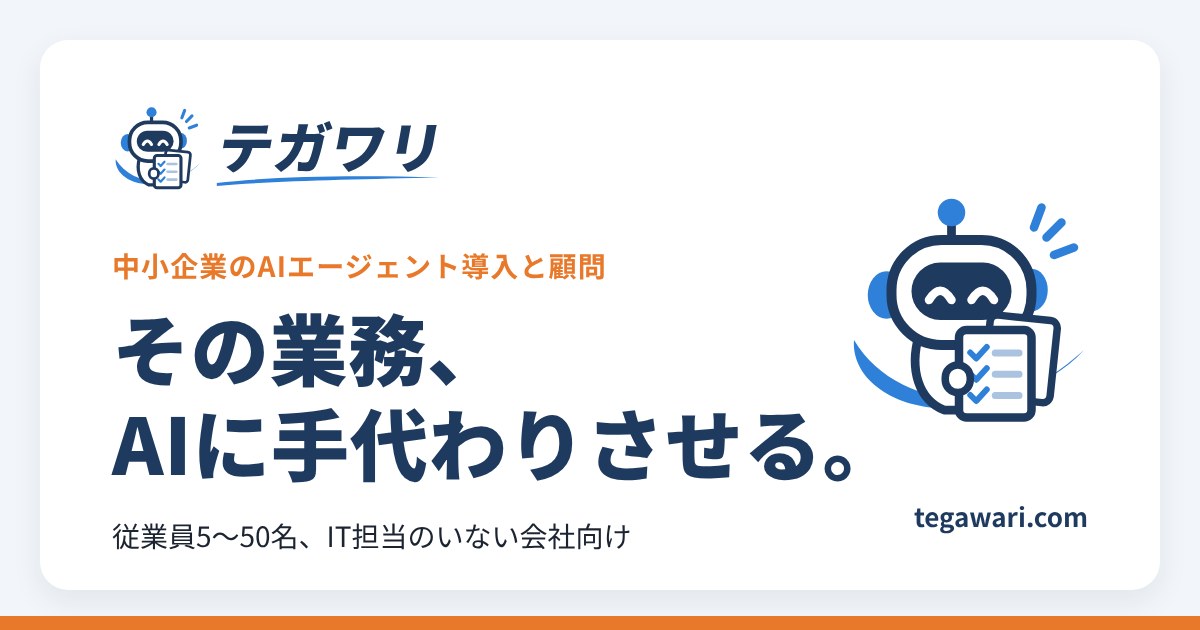 テガワリ
中小企業のAIエージェント導入と顧問
その業務、
AIに手代わりさせる。
従業員5〜50名、IT担当のいない会社向け
tegawari.com